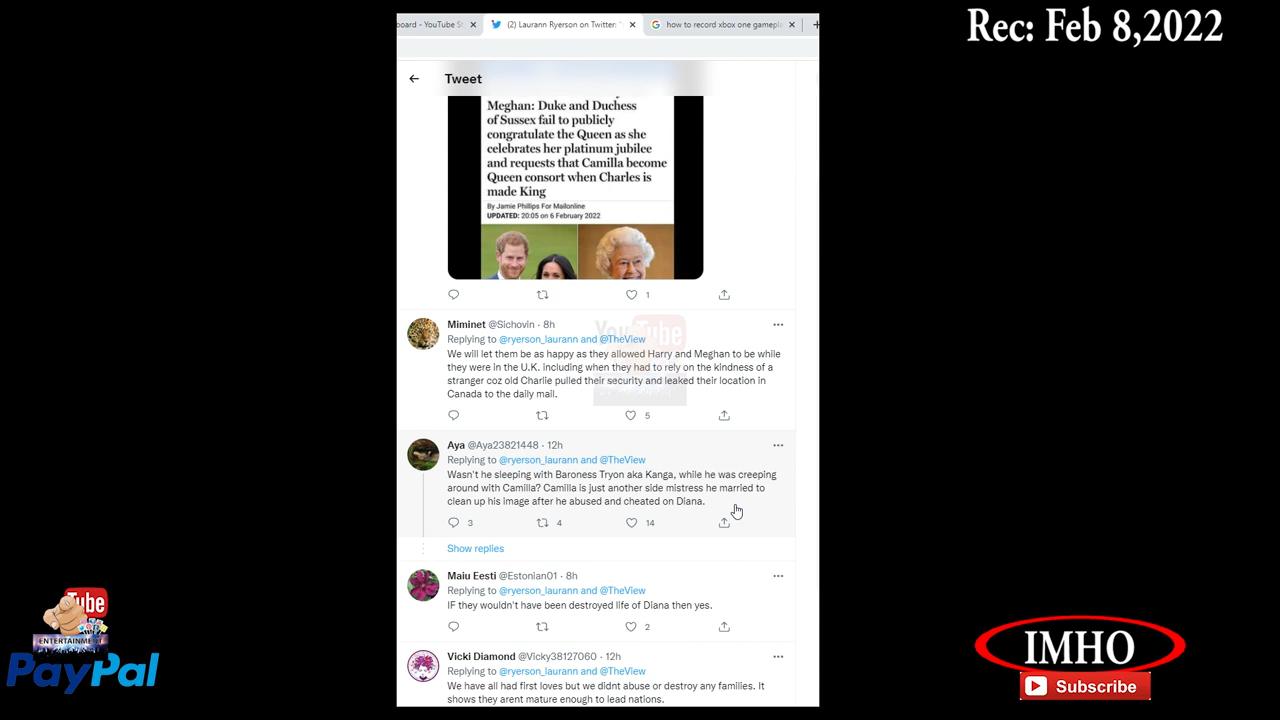 Rec: Feb 8,2022
board - YouTube St
(2) Laurann Ryerson on Twitter: "
how to record xbox one gamepla
Tweet
Meghan: Duke and Duchess
of Sussex fail to publicly
congratulate the Queen as she
celebrates her platinum jubilee
and requests that Camilla become
Queen consort when Charles is
made King
By Jamie Phillips For Mailonline
UPDATED: 20:05 on 6 February 2022
1
Miminet @Sichovin · 8h
Replying to @ryerson_laurann and @TheView
We will let them be as happy as they allowed Harry and Meghan to be while
they were in the U.K. including when they had to rely on the kindness of a
stranger coz old Charlie pulled their security and leaked their location in
Canada to the daily mail.
5
Aya @Aya23821448 · 12h
Replying to @ryerson_laurann and @TheView
Wasn't he sleeping with Baroness Tryon aka Kanga, while he was creeping
around with Camilla? Camilla is just another side mistress he married to
clean up his image after he abused and cheated on Diana.
3 4 14
Show replies
Maiu Eesti @Estonian01 · 8h
Replying to @ryerson_laurann and @TheView
IF they wouldn't have been destroyed life of Diana then yes.
2
Vicki Diamond @Vicky38127060 · 12h
Replying to @ryerson_laurann and @TheView
We have all had first loves but we didnt abuse or destroy any families. It
shows they arent mature enough to lead nations.
YouTube
Tube
ENTERTAINMENT
PayPal
IMHO
Subscribe